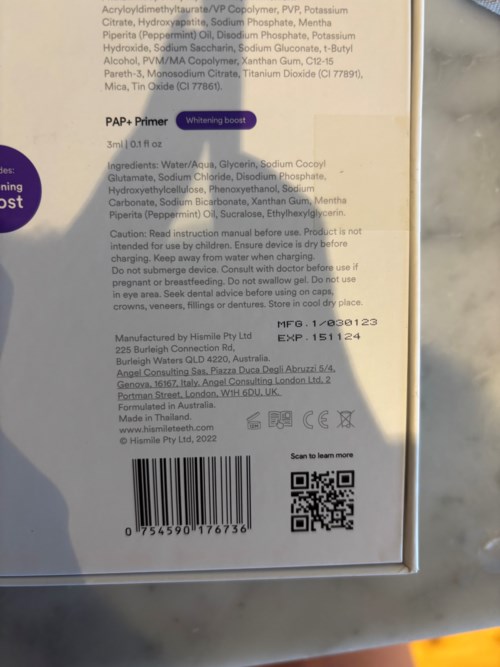 Acryloyldimethyltaurate/VP Copolymer, PVP, Potassium
Citrate, Hydroxyapatite, Sodium Phosphate, Mentha
Piperita (Peppermint) Oil, Disodium Phosphate, Potassium
Hydroxide, Sodium Saccharin, Sodium Gluconate, t-Butyl
Alcohol, PVM/MA Copolymer, Xanthan Gum, C12-15
Pareth-3, Monosodium Citrate, Titanium Dioxide (CI 77891),
Mica, Tin Oxide (CI 77861).
PAP+ Primer Whitening boost
3ml | 0.1 fl oz
Ingredients: Water/Aqua, Glycerin, Sodium Cocoyl
Glutamate, Sodium Chloride, Disodium Phosphate,
Hydroxyethylcellulose, Phenoxyethanol, Sodium
Carbonate, Sodium Bicarbonate, Xanthan Gum, Mentha
Piperita (Peppermint) Oil, Sucralose, Ethylhexylglycerin.
Caution: Read instruction manual before use. Product is not
intended for use by children. Ensure device is dry before
charging. Keep away from water when charging.
Do not submerge device. Consult with doctor before use if
pregnant or breastfeeding. Do not swallow gel. Do not use
in eye area. Seek dental advice before using on caps,
crowns, veneers, fillings or dentures. Store in cool dry place.
MFG.1/030123
EXP.151124
Manufactured by Hismile Pty Ltd
225 Burleigh Connection Rd,
Burleigh Waters QLD 4220, Australia.
Angel Consulting Sas, Piazza Duca Degli Abruzzi 5/4,
Genova, 16167, Italy. Angel Consulting London Ltd, 2
Portman Street, London, W1H 6DU, UK.
Formulated in Australia.
Made in Thailand.
www.hismileteeth.com
© Hismile Pty Ltd, 2022
CE
Scan to learn more
0 754590 176736